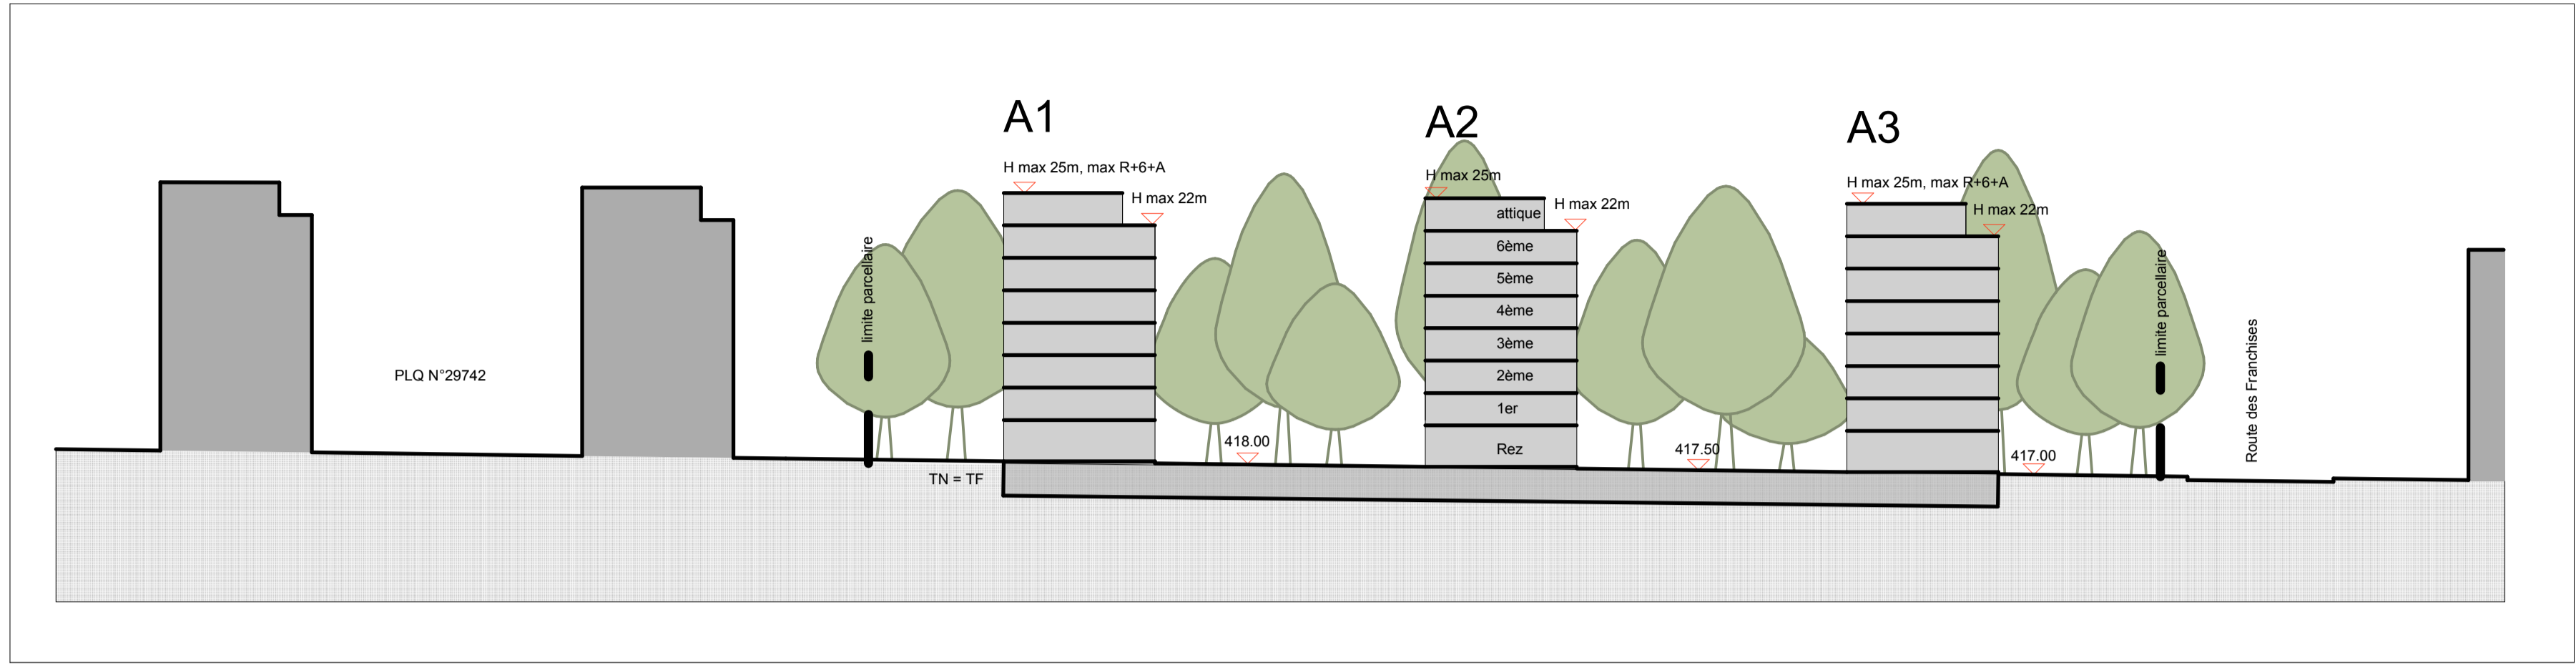 A1
A2
A3
H max 25m, max R+6+A
H max 22m
H max 25m
H max 22m
H max 25m, max R+6+A
H max 22m
attique
6ème
5ème
4ème
3ème
2ème
1er
Rez
limite parcellaire
limite parcellaire
Route des Franchises
PLQ N°29742
418.00
417.50
417.00
TN = TF